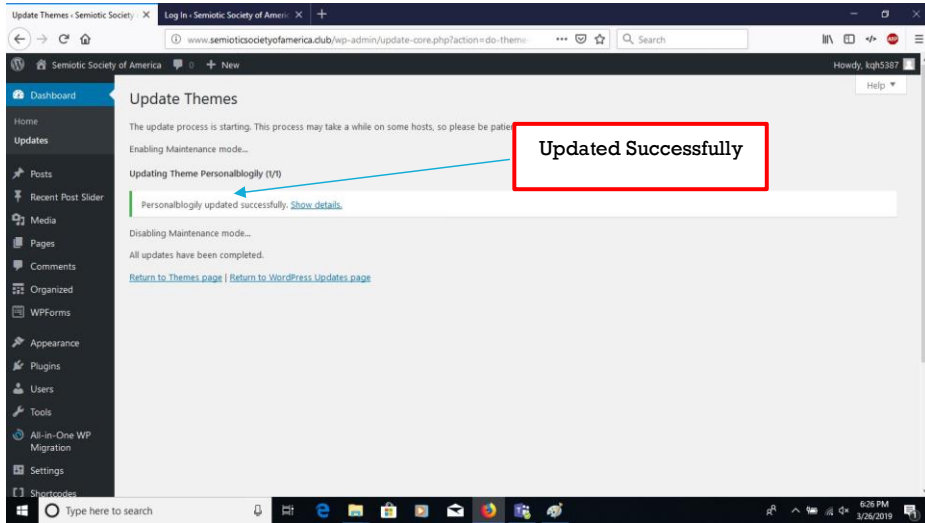 Update Themes ‹ Semiotic Society
Log In ‹ Semiotic Society of Americ
www.semioticsocietyofamerica.club/wp-admin/update-core.php?action=do-theme
Search
Semiotic Society of America 0 + New
Howdy, kqh5387
Help
Dashboard
Home
Updates
Posts
Recent Post Slider
Media
Pages
Comments
Organized
WPForms
Appearance
Plugins
Users
Tools
All-in-One WP
Migration
Settings
Shortcodes
Update Themes
The update process is starting. This process may take a while on some hosts, so please be patie
Enabling Maintenance mode...
Updating Theme Personalblogily (1/1)
Personalblogily updated successfully. Show details.
Disabling Maintenance mode...
All updates have been completed.
Return to Themes page | Return to WordPress Updates page
Updated Successfully
Type here to search
6:26 PM
3/26/2019